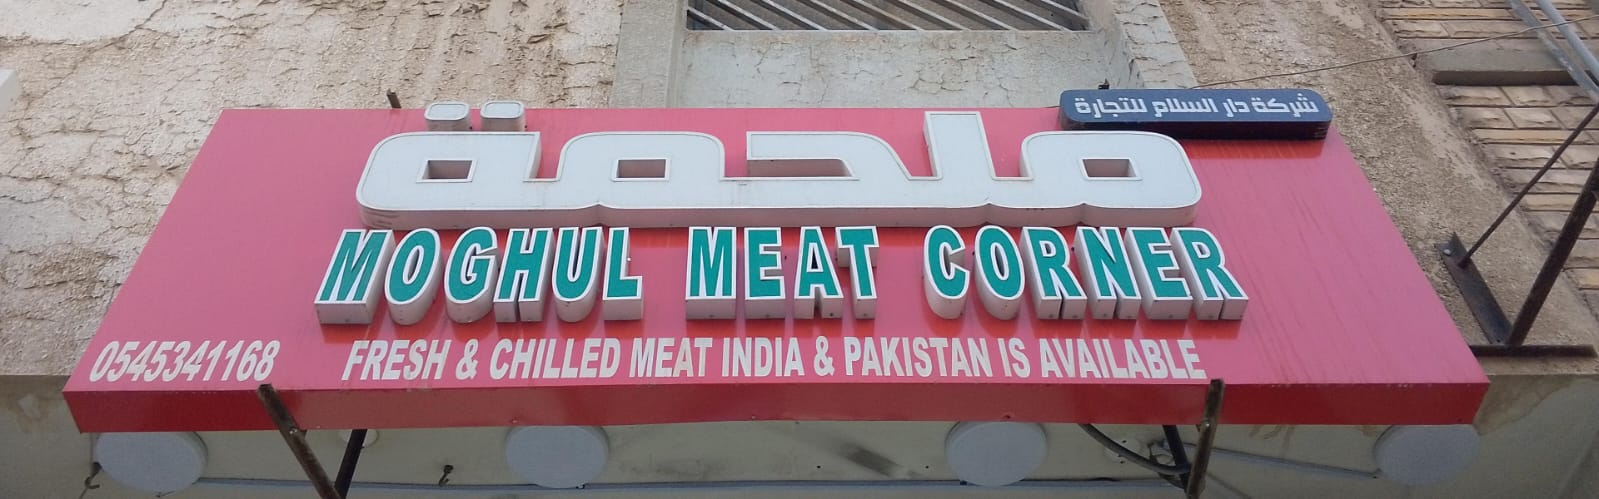 شركة دار السلام للتجارة
ملحمة
MOGHUL MEAT CORNER
0545341168 FRESH & CHILLED MEAT INDIA & PAKISTAN IS AVAILABLE